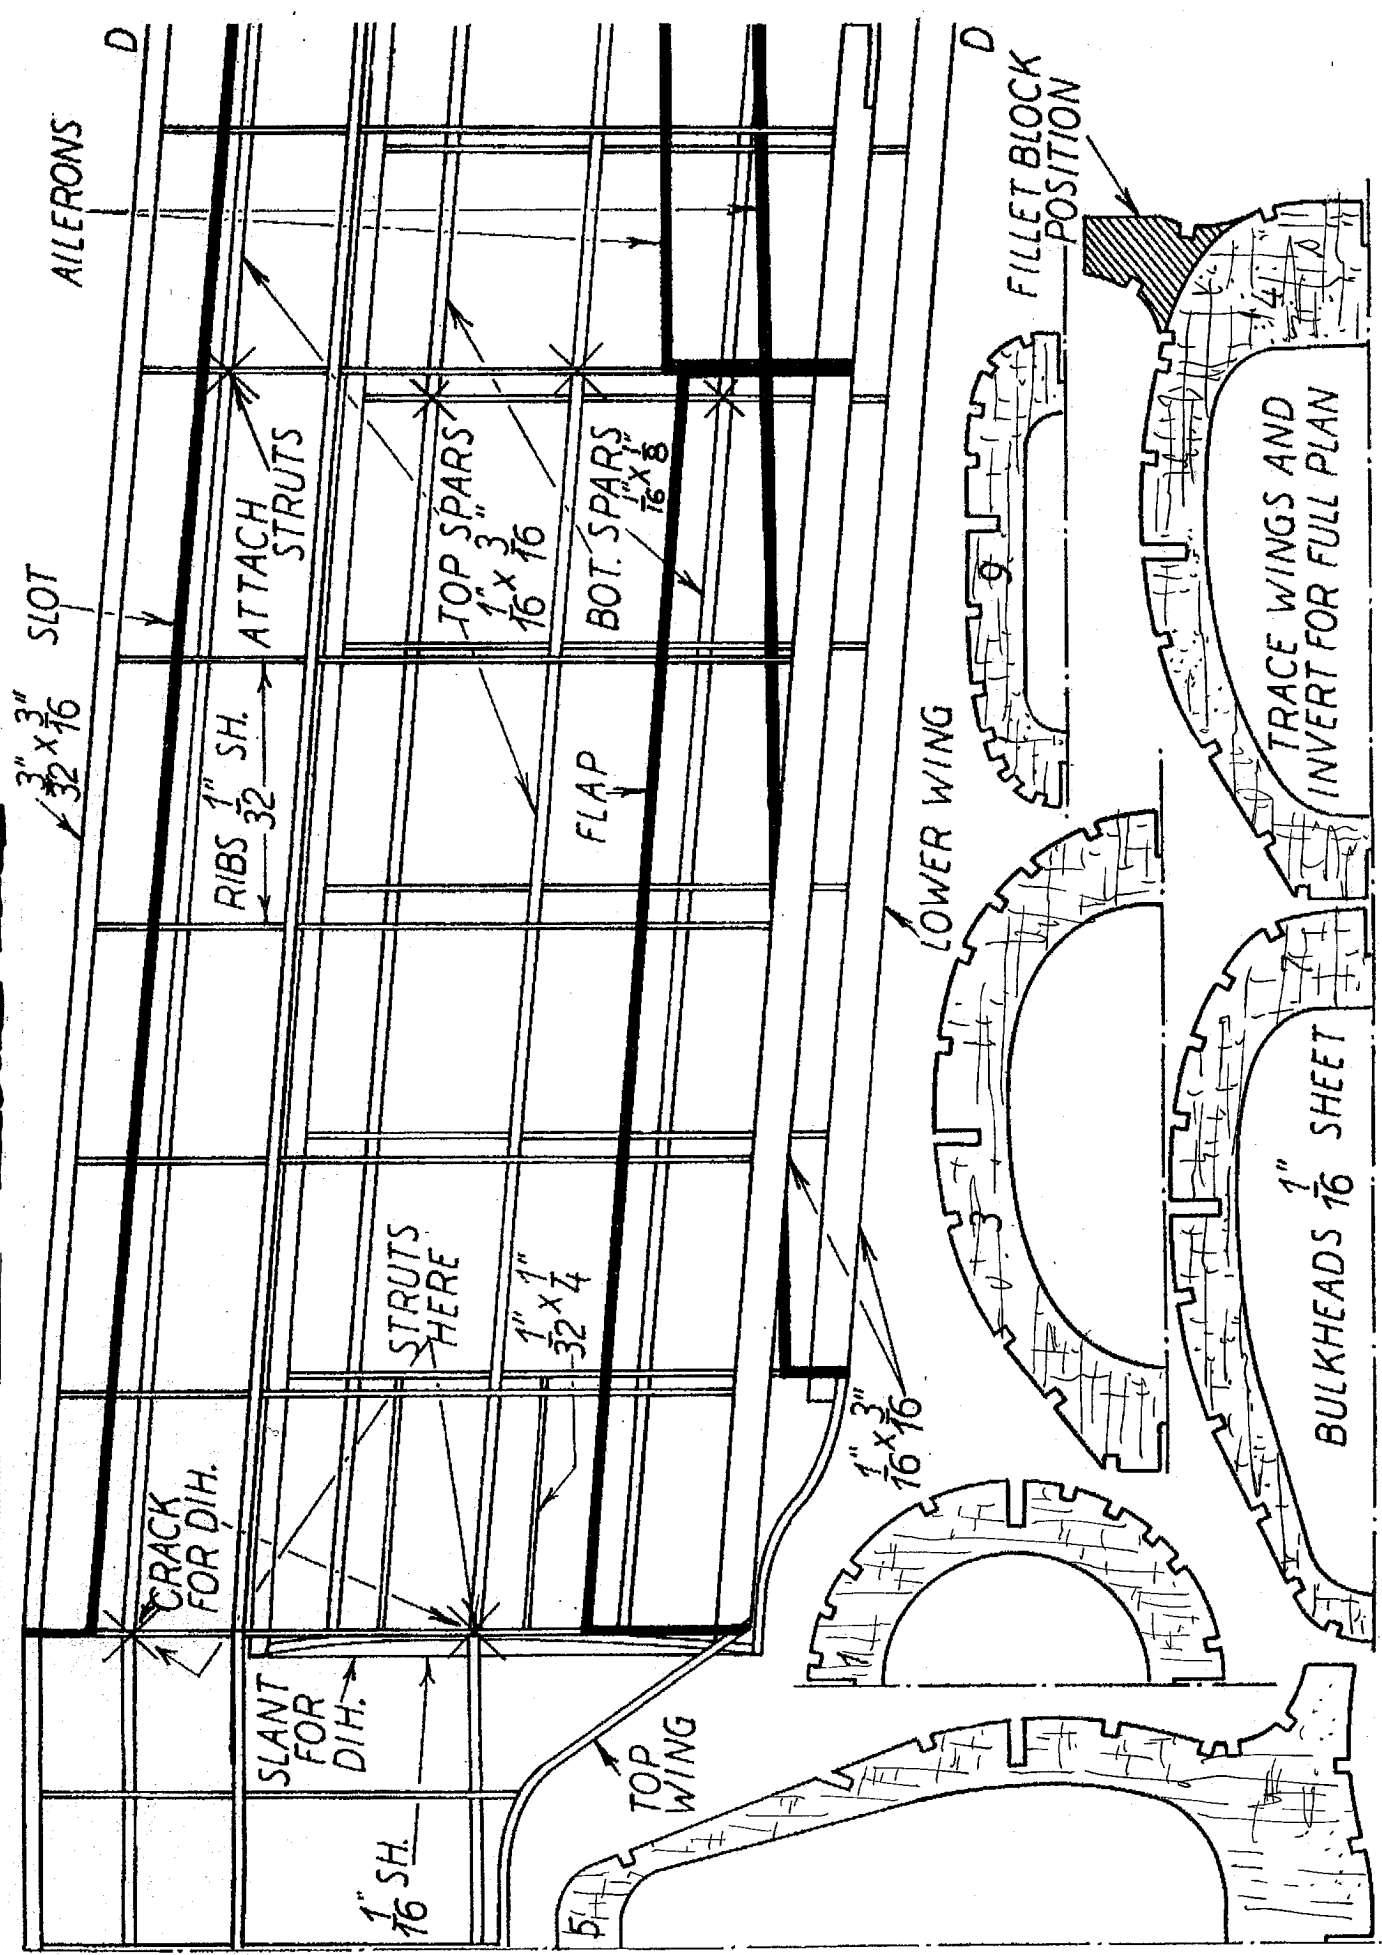 D
AILERONS
SLOT
3"/32 X 3"/16
ATTACH
STRUTS
RIBS 1"/32 SH.
TOP SPARS
1"/16 X 3"/16
BOT. SPARS
1"/16 X 1"/8
FLAP
CRACK
FOR DIH.
STRUTS
HERE
1"/32 X 1"/4
SLANT
FOR
DIH.
1"/16 SH.
TOP
WING
1"/16 X 3"/16
LOWER WING
D
FILLET BLOCK
POSITION
9
3
1
5
4
7
TRACE WINGS AND
INVERT FOR FULL PLAN
BULKHEADS 1"/16 SHEET